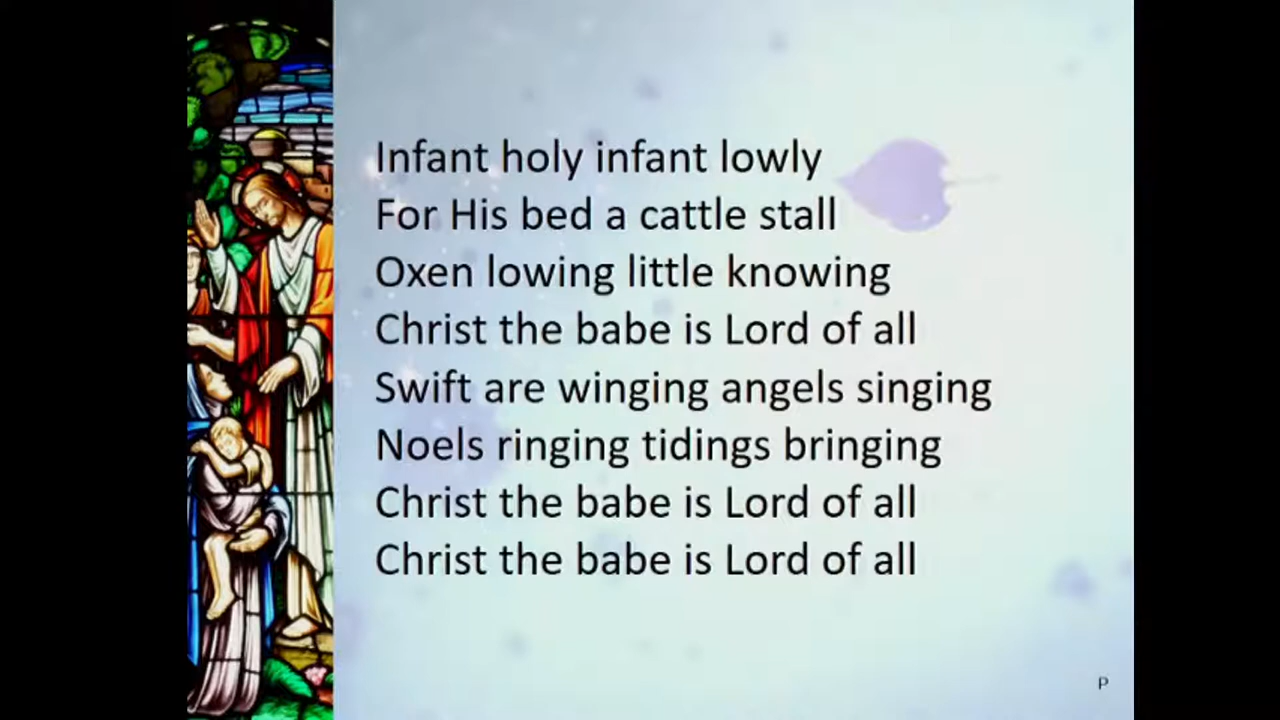 Infant holy infant lowly
For His bed a cattle stall
Oxen lowing little knowing
Christ the babe is Lord of all
Swift are winging angels singing
Noels ringing tidings bringing
Christ the babe is Lord of all
Christ the babe is Lord of all
P